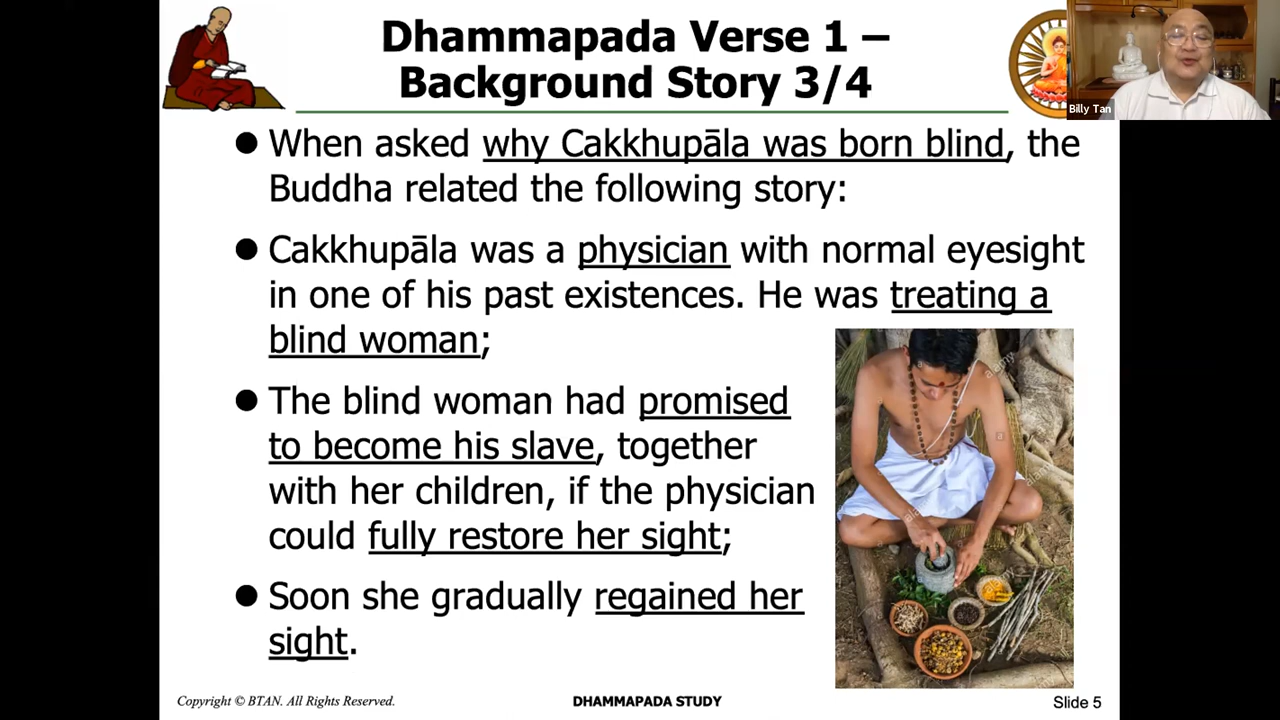 Dhammapada Verse 1 –
Background Story 3/4
Billy Tan
● When asked why Cakkhupāla was born blind, the
Buddha related the following story:
● Cakkhupāla was a physician with normal eyesight
in one of his past existences. He was treating a
blind woman;
● The blind woman had promised
to become his slave, together
with her children, if the physician
could fully restore her sight;
● Soon she gradually regained her
sight.
alamy
Copyright © BTAN. All Rights Reserved.
DHAMMAPADA STUDY
Slide 5